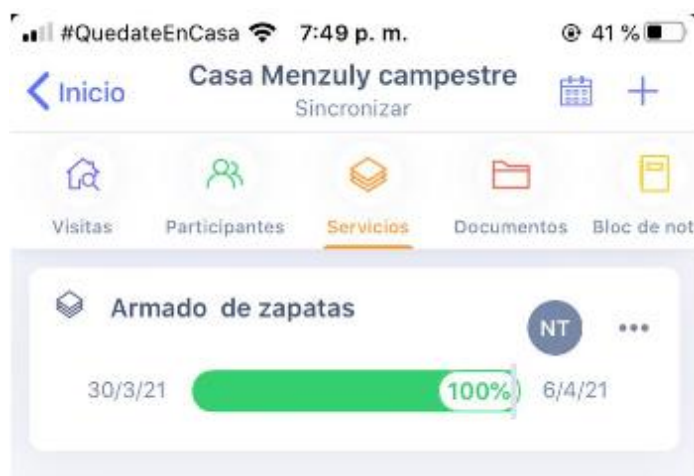 #QuedateEnCasa 7:49 p. m. 41 %
Inicio Casa Menzuly campestre
Sincronizar
Visitas Participantes Servicios Documentos Bloc de not
Armado de zapatas NT
30/3/21 100% 6/4/21